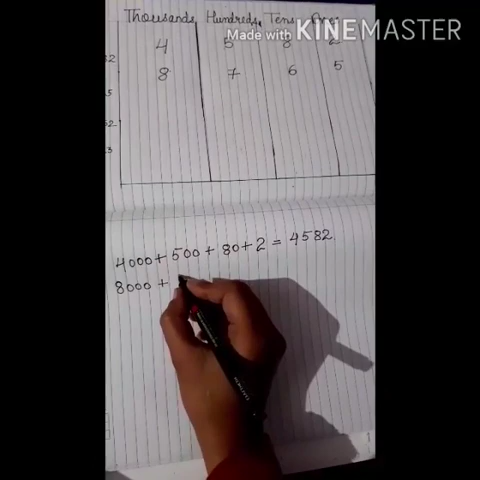 Thousands Hundreds Tens Ones
Made with KINEMASTER
4 5 8 2
8 7 6 5
4000 + 500 + 80 + 2 = 4582.
8000 +
1